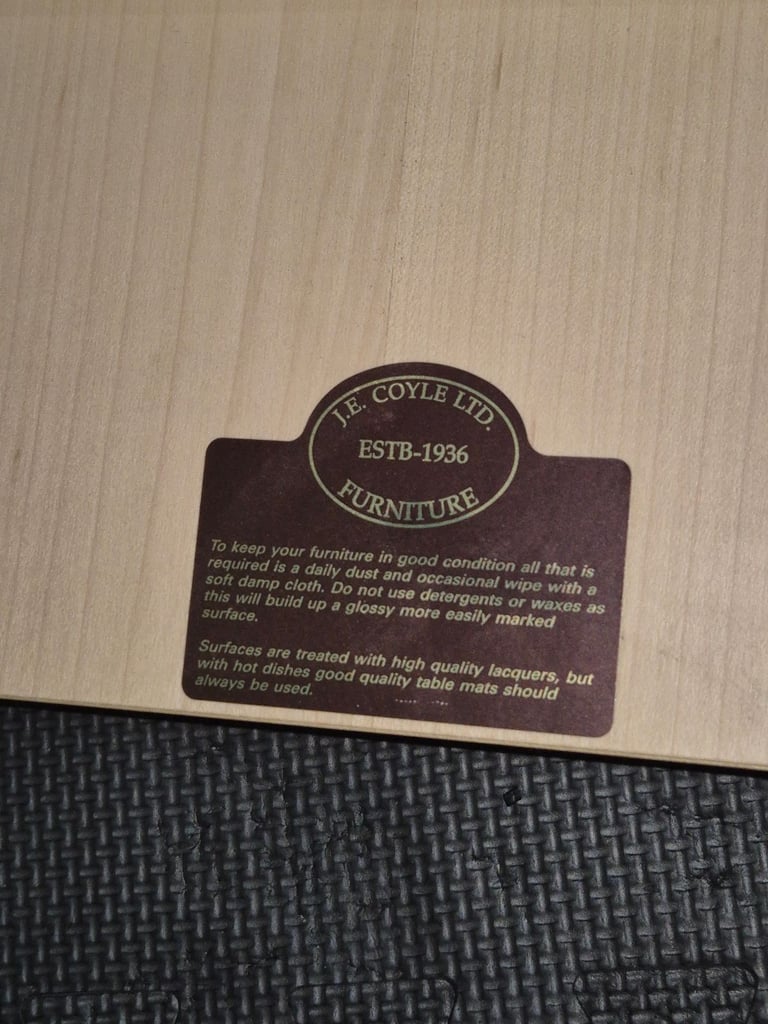 J.E. COYLE LTD.
ESTB-1936
FURNITURE
To keep your furniture in good condition all that is
required is a daily dust and occasional wipe with a
soft damp cloth. Do not use detergents or waxes as
this will build up a glossy more easily marked
surface.
Surfaces are treated with high quality lacquers, but
with hot dishes good quality table mats should
always be used.